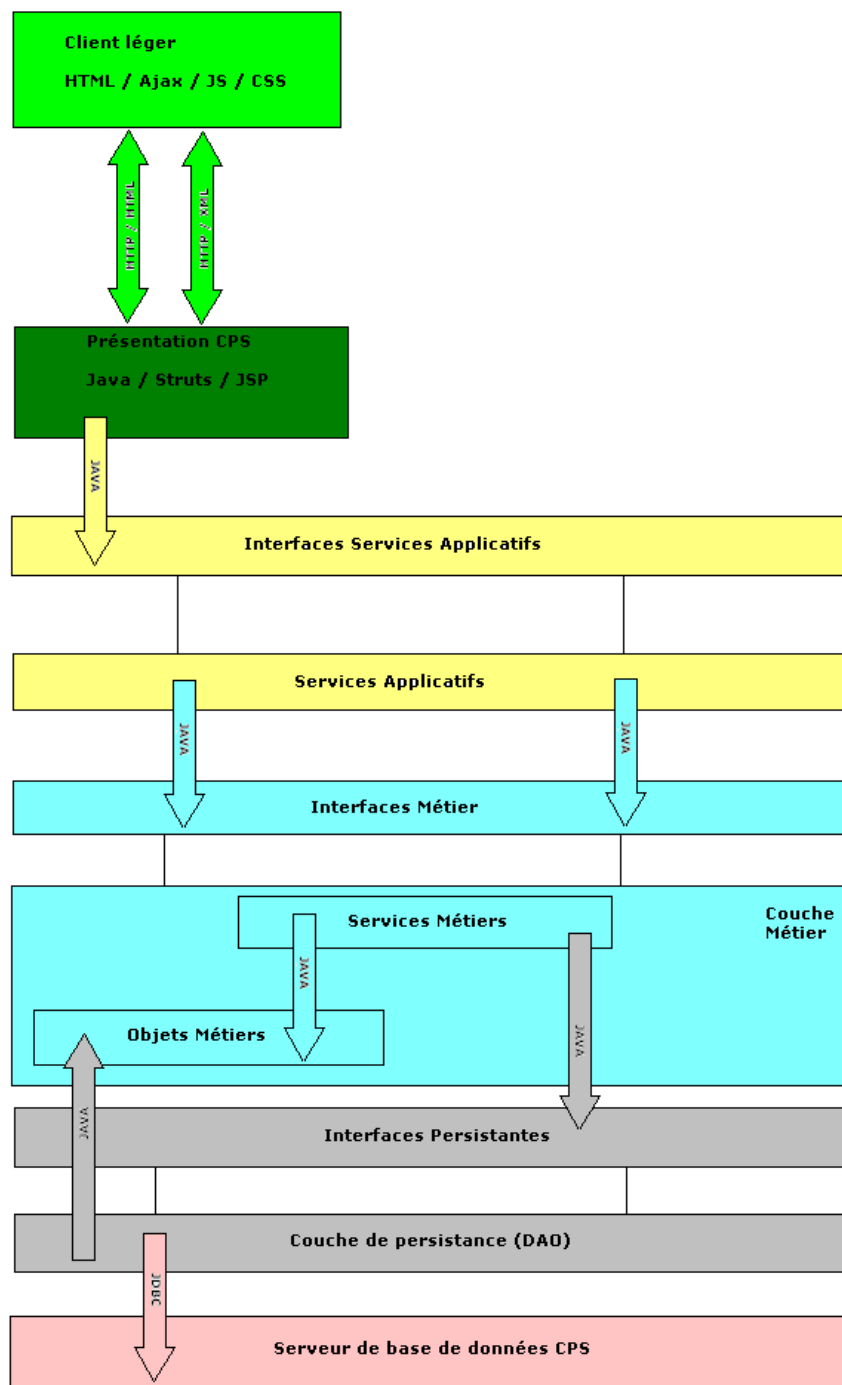 Client léger
HTML / Ajax / JS / CSS
HTTP / HTML
HTTP / XML
Présentation CPS
Java / Struts / JSP
JAVA
Interfaces Services Applicatifs
Services Applicatifs
JAVA
JAVA
Interfaces Métier
Services Métiers
Couche
Métier
JAVA
JAVA
Objets Métiers
JAVA
Interfaces Persistantes
Couche de persistance (DAO)
JDBC
Serveur de base de données CPS